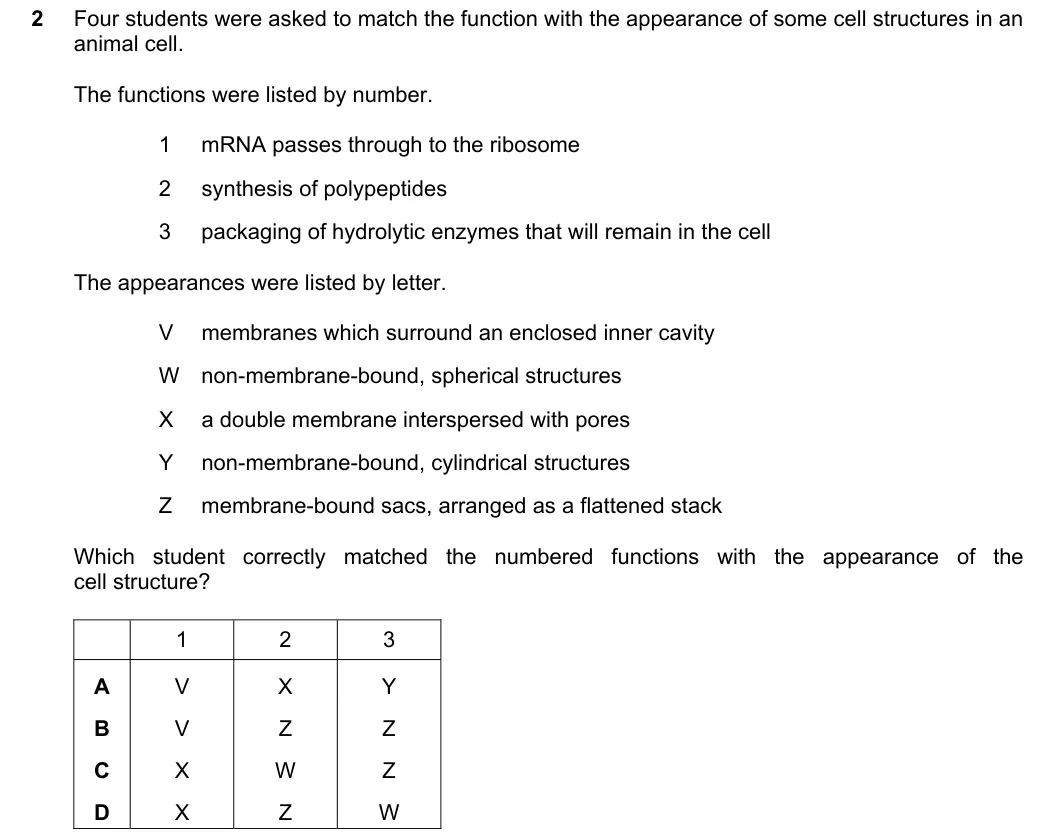 2 Four students were asked to match the function with the appearance of some cell structures in an
animal cell.
The functions were listed by number.
1 mRNA passes through to the ribosome
2 synthesis of polypeptides
3 packaging of hydrolytic enzymes that will remain in the cell
The appearances were listed by letter.
V membranes which surround an enclosed inner cavity
W non-membrane-bound, spherical structures
X a double membrane interspersed with pores
Y non-membrane-bound, cylindrical structures
Z membrane-bound sacs, arranged as a flattened stack
Which student correctly matched the numbered functions with the appearance of the
cell structure?
1 2 3
A V X Y
B V Z Z
C X W Z
D X Z W